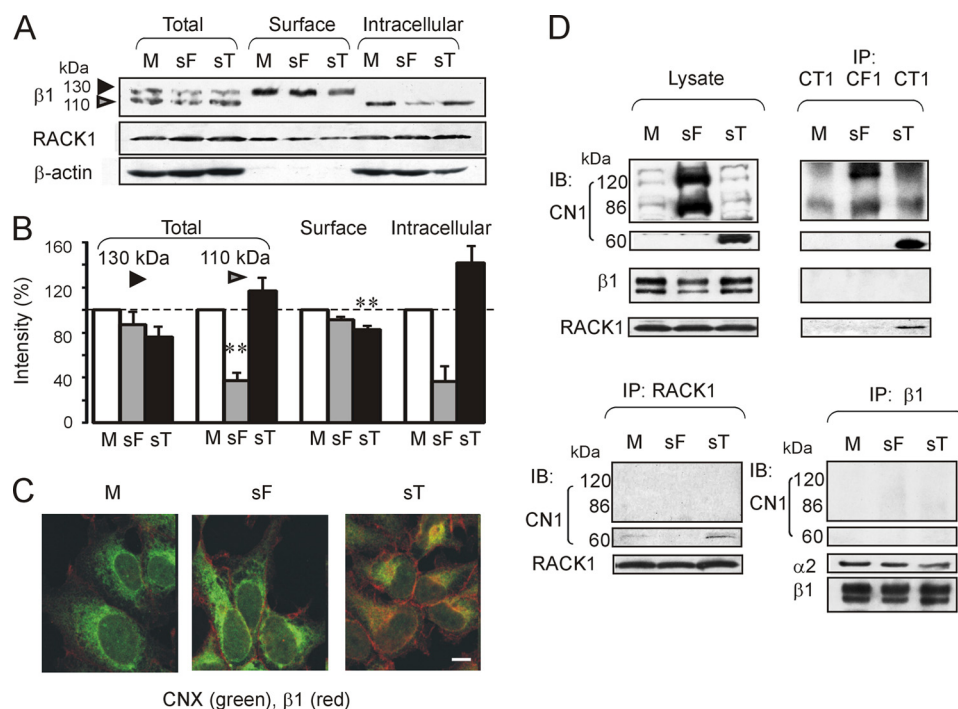 A
Total Surface Intracellular
M sF sT M sF sT M sF sT
kDa
130
β1
110
RACK1
β-actin
B
160
120
80
40
0
Intensity (%)
Total Surface Intracellular
130 kDa 110 kDa
**
**
M sF sT M sF sT M sF sT M sF sT
C
M sF sT
CNX (green), β1 (red)
D
Lysate
M sF sT
kDa
IB:
120
CN1
86
60
β1
RACK1
IP:
CT1 CF1 CT1
M sF sT
IP: RACK1
M sF sT
kDa
IB:
120
86
CN1
60
RACK1
IP: β1
M sF sT
kDa
IB:
120
86
CN1
60
α2
β1